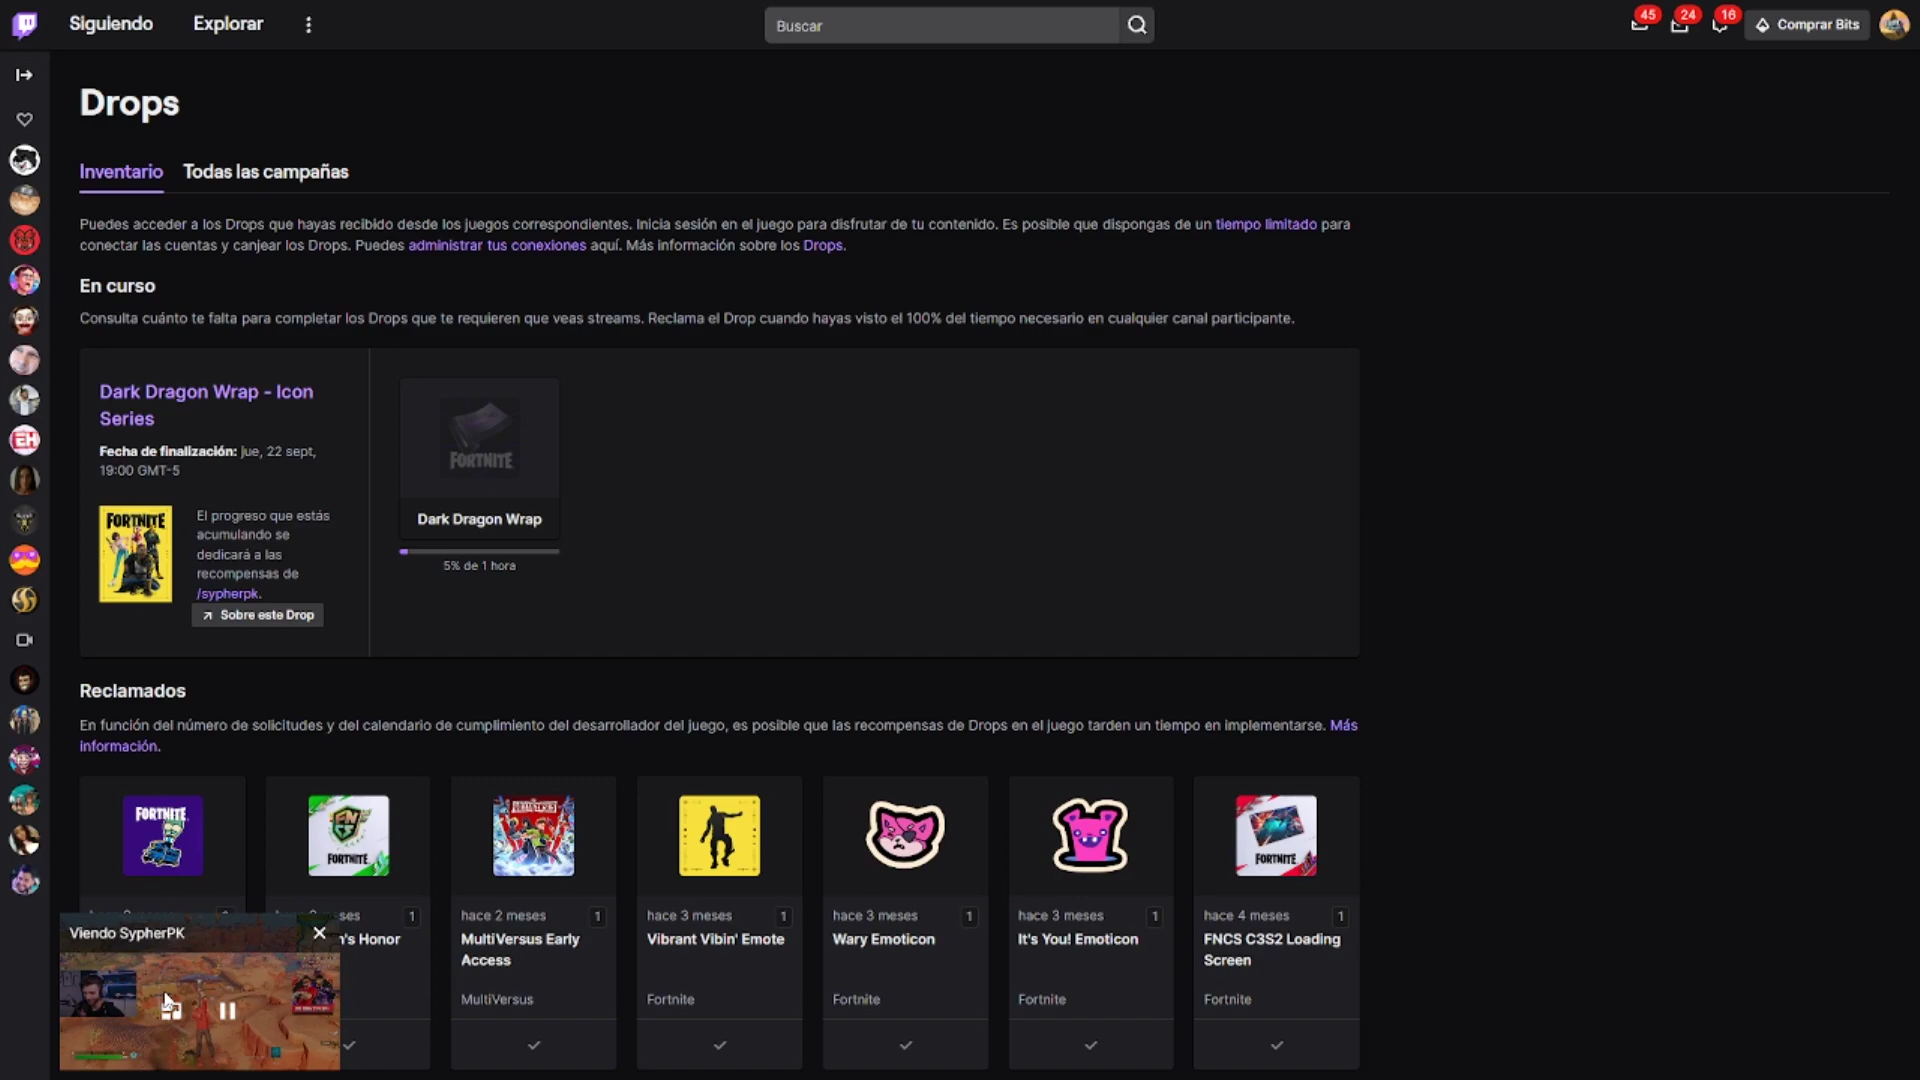 Siguiendo
Explorar
Buscar
45
24
16
Comprar Bits
Drops
Inventario
Todas las campañas
Puedes acceder a los Drops que hayas recibido desde los juegos correspondientes. Inicia sesión en el juego para disfrutar de tu contenido. Es posible que dispongas de un tiempo limitado para
conectar las cuentas y canjear los Drops. Puedes administrar tus conexiones aquí. Más información sobre los Drops.
En curso
Consulta cuánto te falta para completar los Drops que te requieren que veas streams. Reclama el Drop cuando hayas visto el 100% del tiempo necesario en cualquier canal participante.
Dark Dragon Wrap - Icon
Series
Fecha de finalización: jue, 22 sept,
19:00 GMT-5
FORTNITE
El progreso que estás
acumulando se
dedicará a las
recompensas de
/sypherpk.
Sobre este Drop
FORTNITE
Dark Dragon Wrap
5% de 1 hora
Reclamados
En función del número de solicitudes y del calendario de cumplimiento del desarrollador del juego, es posible que las recompensas de Drops en el juego tarden un tiempo en implementarse. Más
información.
FORTNITE
FORTNITE
MULTIVERSUS
FORTNITE
ses
1
n's Honor
hace 2 meses
1
MultiVersus Early
Access
MultiVersus
hace 3 meses
1
Vibrant Vibin' Emote
Fortnite
hace 3 meses
1
Wary Emoticon
Fortnite
hace 3 meses
1
It's You! Emoticon
Fortnite
hace 4 meses
1
FNCS C3S2 Loading
Screen
Fortnite
Viendo SypherPK